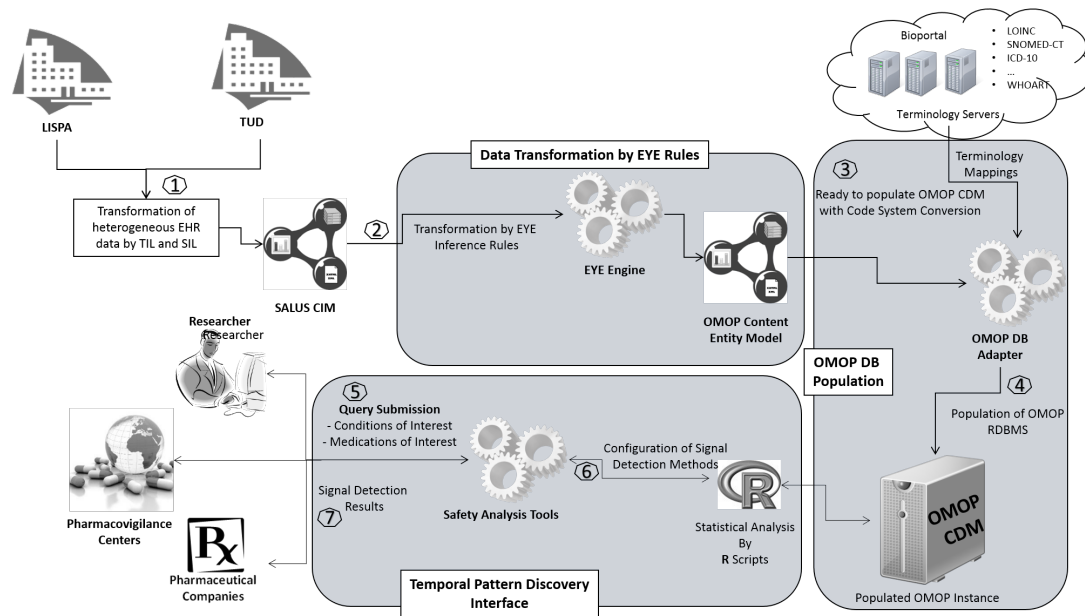 LISPA
TUD
Bioportal
• LOINC
• SNOMED-CT
• ICD-10
• ...
• WHOART
Terminology Servers
1
Transformation of
heterogeneous EHR
data by TIL and SIL
SALUS CIM
2
Data Transformation by EYE Rules
Transformation by EYE
Inference Rules
EYE Engine
OMOP Content
Entity Model
3
Terminology
Mappings
Ready to populate OMOP CDM
with Code System Conversion
OMOP DB
Adapter
OMOP DB
Population
4
Population of OMOP
RDBMS
OMOP
CDM
Populated OMOP Instance
Researcher
Researcher
Pharmacovigilance
Centers
Rx
Pharmaceutical
Companies
5
Query Submission
- Conditions of Interest
- Medications of Interest
Signal Detection
Results
7
Safety Analysis Tools
6
Configuration of Signal
Detection Methods
R
Statistical Analysis
By
R Scripts
Temporal Pattern Discovery
Interface